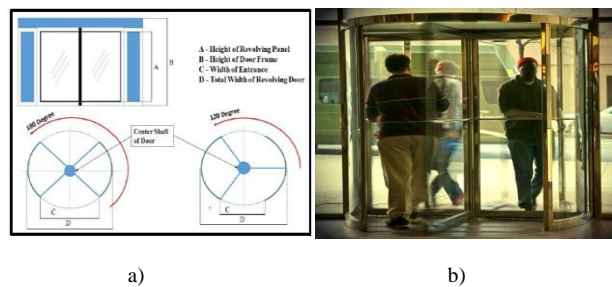 A - Height of Revolving Panel
B - Height of Door Frame
C - Width of Entrance
D - Total Width of Revolving Door
A
B
180 Degree
120 Degree
Center Shaft
of Door
C
D
C
D
a)
b)